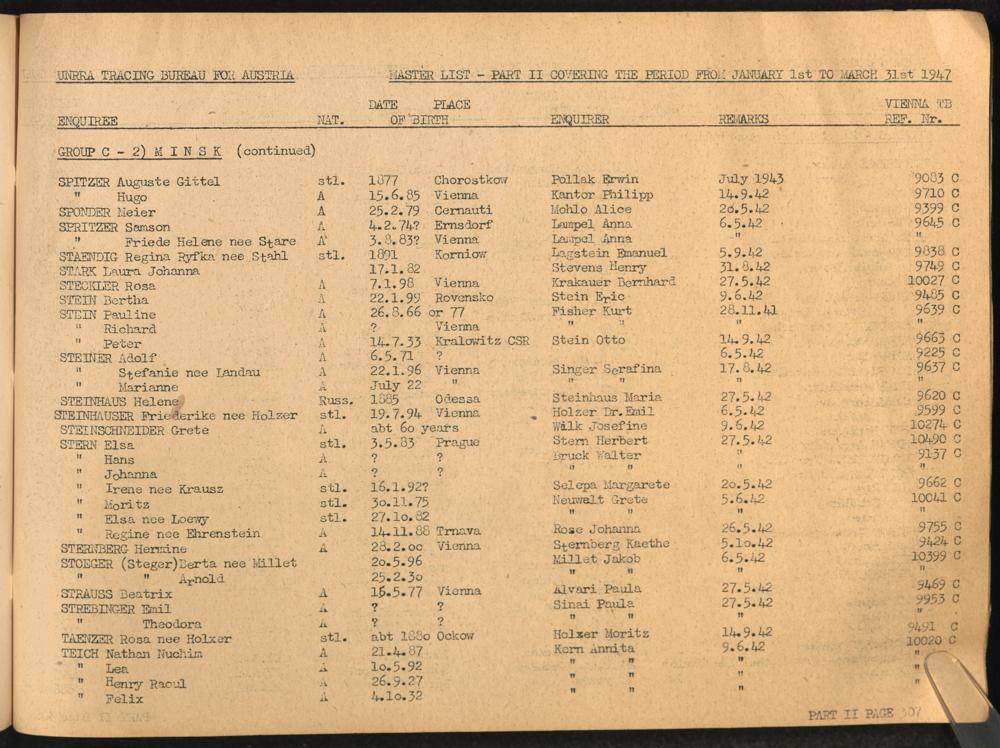 UNRRA TRACING BUREAU FOR AUSTRIA MASTER LIST - PART II COVERING THE PERIOD FROM JANUARY 1st TO MARCH 31st 1947
DATE PLACE VIENNA TB
ENQUIREE NAT. OF BIRTH ENQUIRER REMARKS REF. Nr.
GROUP C - 2) M I N S K (continued)
SPITZER Auguste Gittel stl. 1877 Chorostkow Pollak Erwin July 1943 9083 C
" Hugo A 15.6.85 Vienna Kantor Philipp 14.9.42 9710 C
SPONDER Meier A 25.2.79 Cernauti Mohlo Alice 20.5.42 9399 C
SPRITZER Samson A 4.2.74? Ernsdorf Lampel Anna 6.5.42 9645 C
" Friede Helene nee Stare A 3.8.83? Vienna Lampel Anna " "
STAENDIG Regina Ryfka nee Stahl stl. 1891 Korniow Lagstein Emanuel 5.9.42 9838 C
STARK Laura Johanna 17.1.82 Stevens Henry 31.8.42 9749 C
STECKLER Rosa A 7.1.98 Vienna Krakauer Bernhard 27.5.42 10027 C
STEIN Bertha A 22.1.99 Rovensko Stein Eric 9.6.42 9485 C
STEIN Pauline A 26.8.66 or 77 Fisher Kurt 28.11.41 9639 C
" Richard A ? Vienna " " " "
" Peter A 14.7.33 Kralowitz CSR Stein Otto 14.9.42 9663 C
STEINER Adolf A 6.5.71 ? 6.5.42 9225 C
" Stefanie nee Landau A 22.1.96 Vienna Singer Serafina 17.8.42 9637 C
" Marianne A July 22 " " " " "
STEINHAUS Helene Russ. 1885 Odessa Steinhaus Maria 27.5.42 9620 C
STEINHAUSER Friederike nee Holzer stl. 19.7.94 Vienna Holzer Dr.Emil 6.5.42 9599 C
STEINSCHNEIDER Grete A abt 60 years Wilk Josefine 9.6.42 10274 C
STERN Elsa stl. 3.5.83 Prague Stern Herbert 27.5.42 10490 C
" Hans A ? ? Bruck Walter " 9137 C
" Johanna A ? ? " " " "
" Irene nee Krausz stl. 16.1.92? Selepa Margarete 20.5.42 9662 C
" Moritz stl. 30.11.75 Neuwelt Grete 5.6.42 10041 C
" Elsa nee Loewy stl. 27.10.82
" Regine nee Ehrenstein A 14.11.88 Trnava Rose Johanna 26.5.42 9755 C
STERNBERG Hermine A 28.2.00 Vienna Sternberg Kaethe 5.10.42 9424 C
STOEGER (Steger)Berta nee Millet 20.5.96 Millet Jakob 6.5.42 10399 C
" " Arnold 25.2.30 " " " "
STRAUSS Beatrix A 16.5.77 Vienna Alvari Paula 27.5.42 9469 C
STREBINGER Emil A ? ? Sinai Paula 27.5.42 9953 C
" Theodora A ? ? " " " "
TAENZER Rosa nee Holxer stl. abt 1880 Ockow Holxer Moritz 14.9.42 9491 C
TEICH Nathan Nuchim A 21.4.87 Kern Annita 9.6.42 10020 C
" Lea A 10.5.92 " " " "
" Henry Raoul A 26.9.27 " " " "
" Felix A 4.10.32 " " "
PART II PAGE 307